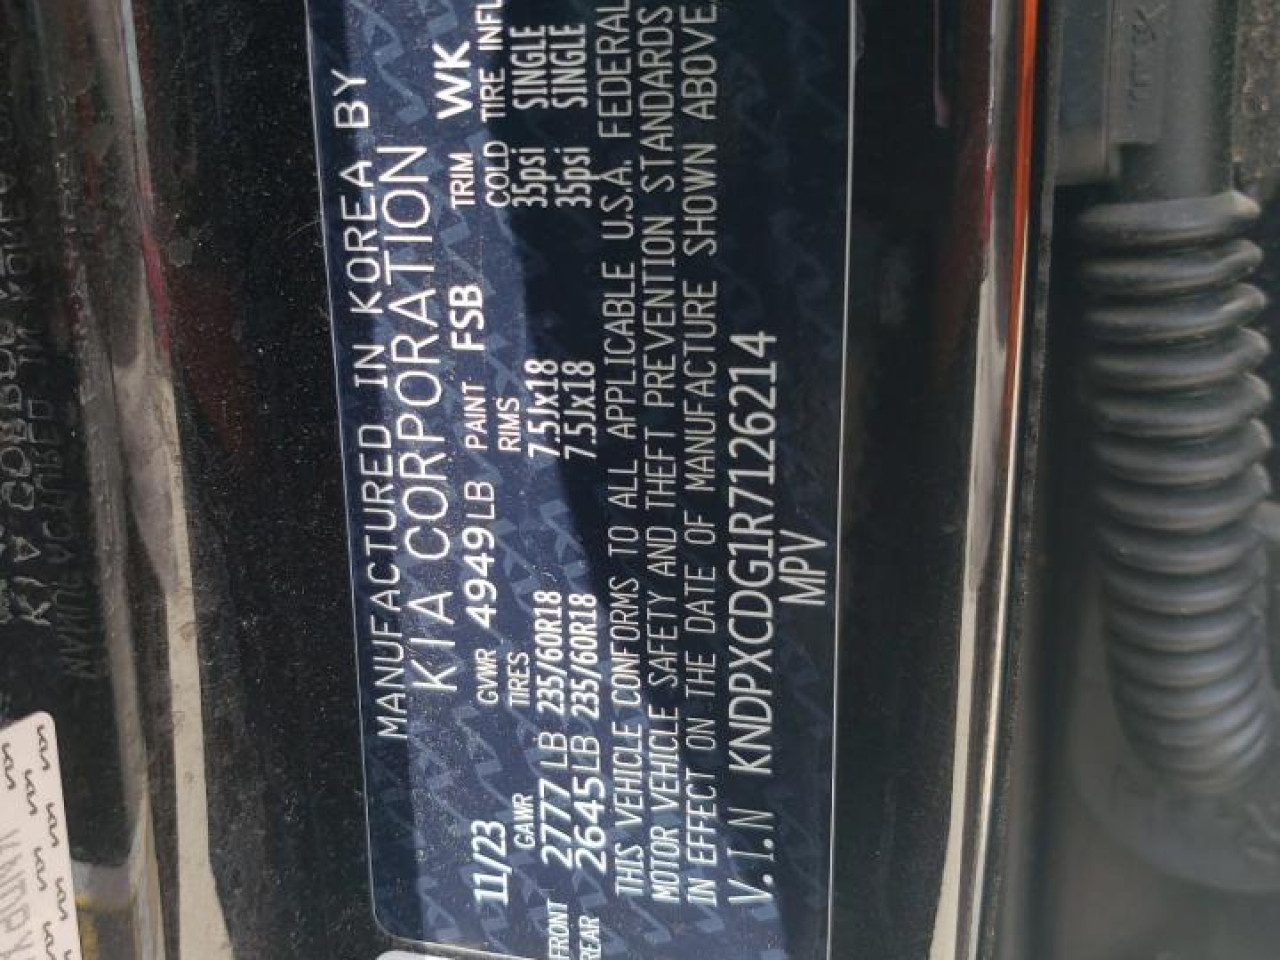 MANUFACTURED IN KOREA BY
KIA CORPORATION
11/23 GVWR 4949LB PAINT FSB TRIM WK
GAWR TIRES RIMS COLD TIRE INFL
FRONT 2777 LB 235/60R18 7.5Jx18 35psi SINGLE
REAR 2645LB 235/60R18 7.5Jx18 35psi SINGLE
THIS VEHICLE CONFORMS TO ALL APPLICABLE U.S.A. FEDERAL
MOTOR VEHICLE SAFETY AND THEFT PREVENTION STANDARDS
IN EFFECT ON THE DATE OF MANUFACTURE SHOWN ABOVE.
V.I.N KNDPXCDG1R7126214
MPV